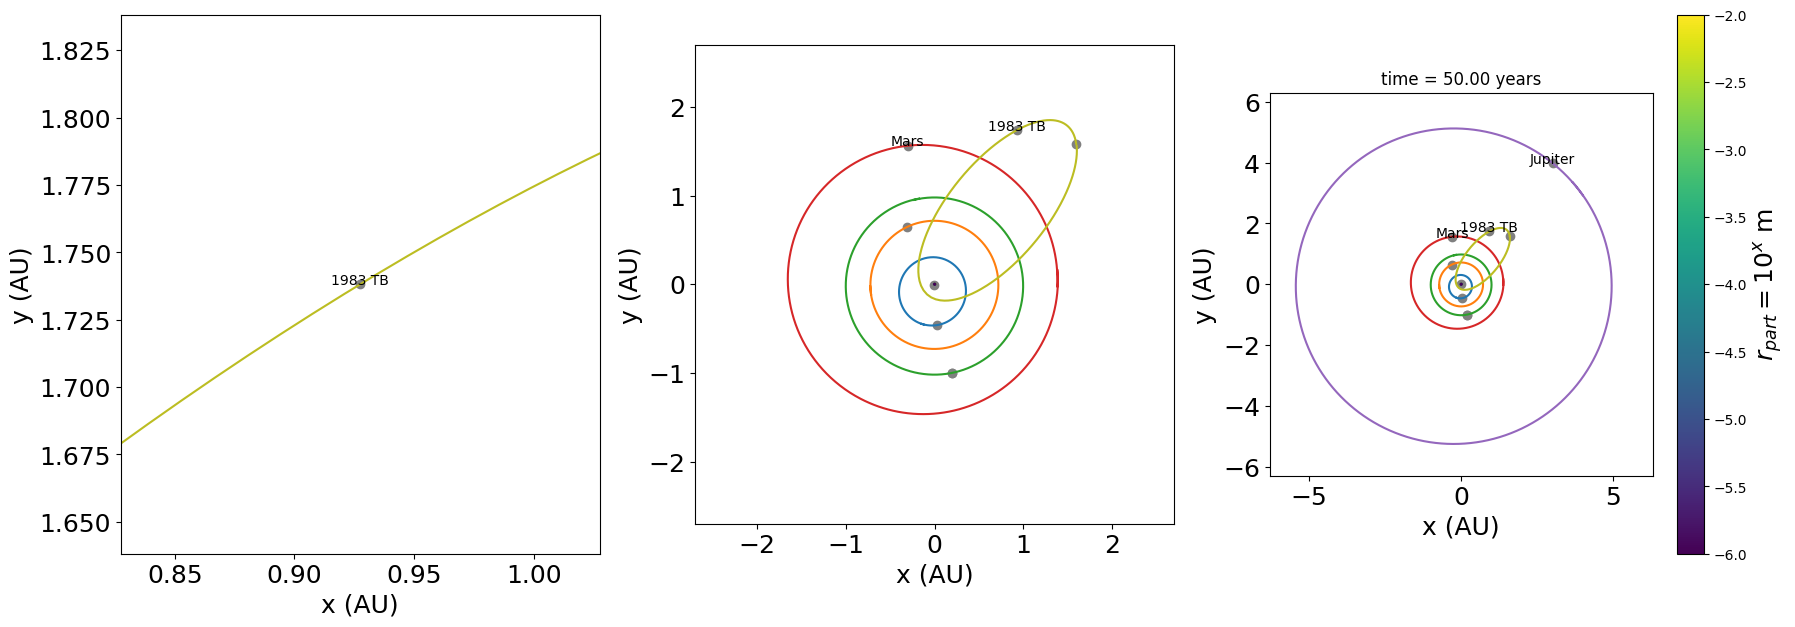 1.825
1.800
1.775
1.750
1.725
1.700
1.675
1.650
y (AU)
1983 TB
0.85 0.90 0.95 1.00
x (AU)
2
1
0
−1
−2
y (AU)
Mars
1983 TB
−2 −1 0 1 2
x (AU)
time = 50.00 years
6
4
2
0
−2
−4
−6
y (AU)
Jupiter
1983 TB
Mars
−5 0 5
x (AU)
−2.0
−2.5
−3.0
−3.5
−4.0
−4.5
−5.0
−5.5
−6.0
r_{part} = 10^{x} m